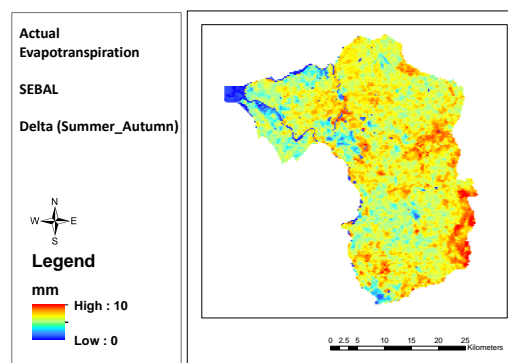 Actual
Evapotranspiration
SEBAL
Delta (Summer_Autumn)
N
W E
S
Legend
mm
High : 10
Low : 0
0 2.5 5 10 15 20 25
Kilometers